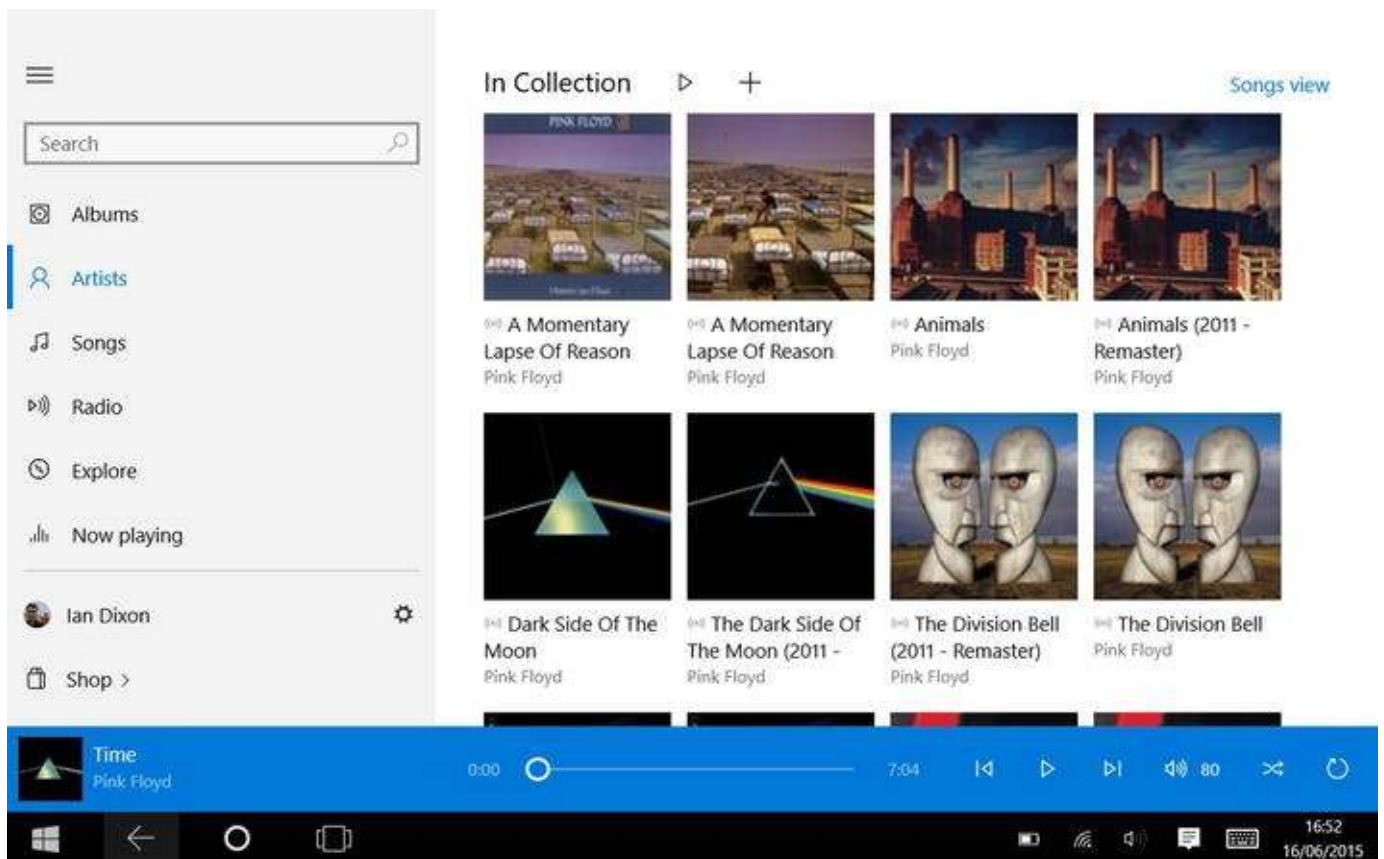 In Collection
Songs view
Search
Albums
Artists
Songs
Radio
Explore
Now playing
Ian Dixon
Shop >
PINK FLOYD
A Momentary
Lapse Of Reason
Pink Floyd
A Momentary
Lapse Of Reason
Pink Floyd
Animals
Pink Floyd
Animals (2011 -
Remaster)
Pink Floyd
Dark Side Of The
Moon
Pink Floyd
The Dark Side Of
The Moon (2011 -
Pink Floyd
The Division Bell
(2011 - Remaster)
Pink Floyd
The Division Bell
Pink Floyd
Time
Pink Floyd
0:00
7:04
80
16:52
16/06/2015